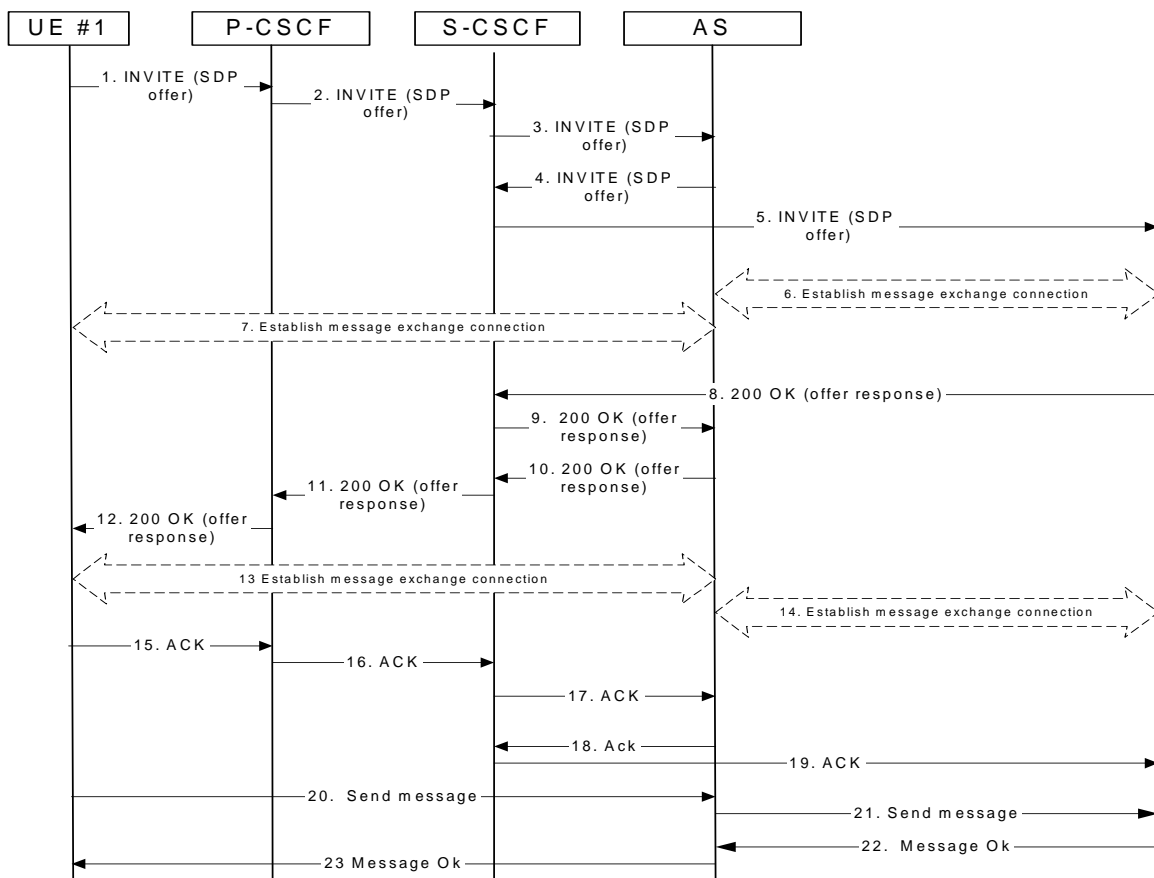 UE #1
P-CSCF
S-CSCF
AS
1. INVITE (SDP
offer)
2. INVITE (SDP
offer)
3. INVITE (SDP
offer)
4. INVITE (SDP
offer)
5. INVITE (SDP
offer)
6. Establish message exchange connection
7. Establish message exchange connection
8. 200 OK (offer response)
9. 200 OK (offer
response)
10. 200 OK (offer
response)
11. 200 OK (offer
response)
12. 200 OK (offer
response)
13 Establish message exchange connection
14. Establish message exchange connection
15. ACK
16. ACK
17. ACK
18. Ack
19. ACK
20. Send message
21. Send message
22. Message Ok
23 Message Ok